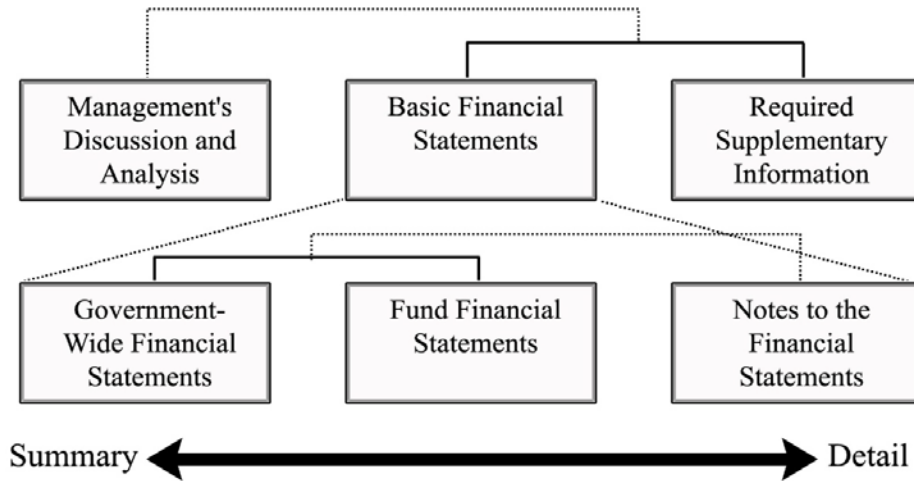 Management's
Discussion and
Analysis
Basic Financial
Statements
Required
Supplementary
Information
Government-
Wide Financial
Statements
Fund Financial
Statements
Notes to the
Financial
Statements
Summary
Detail